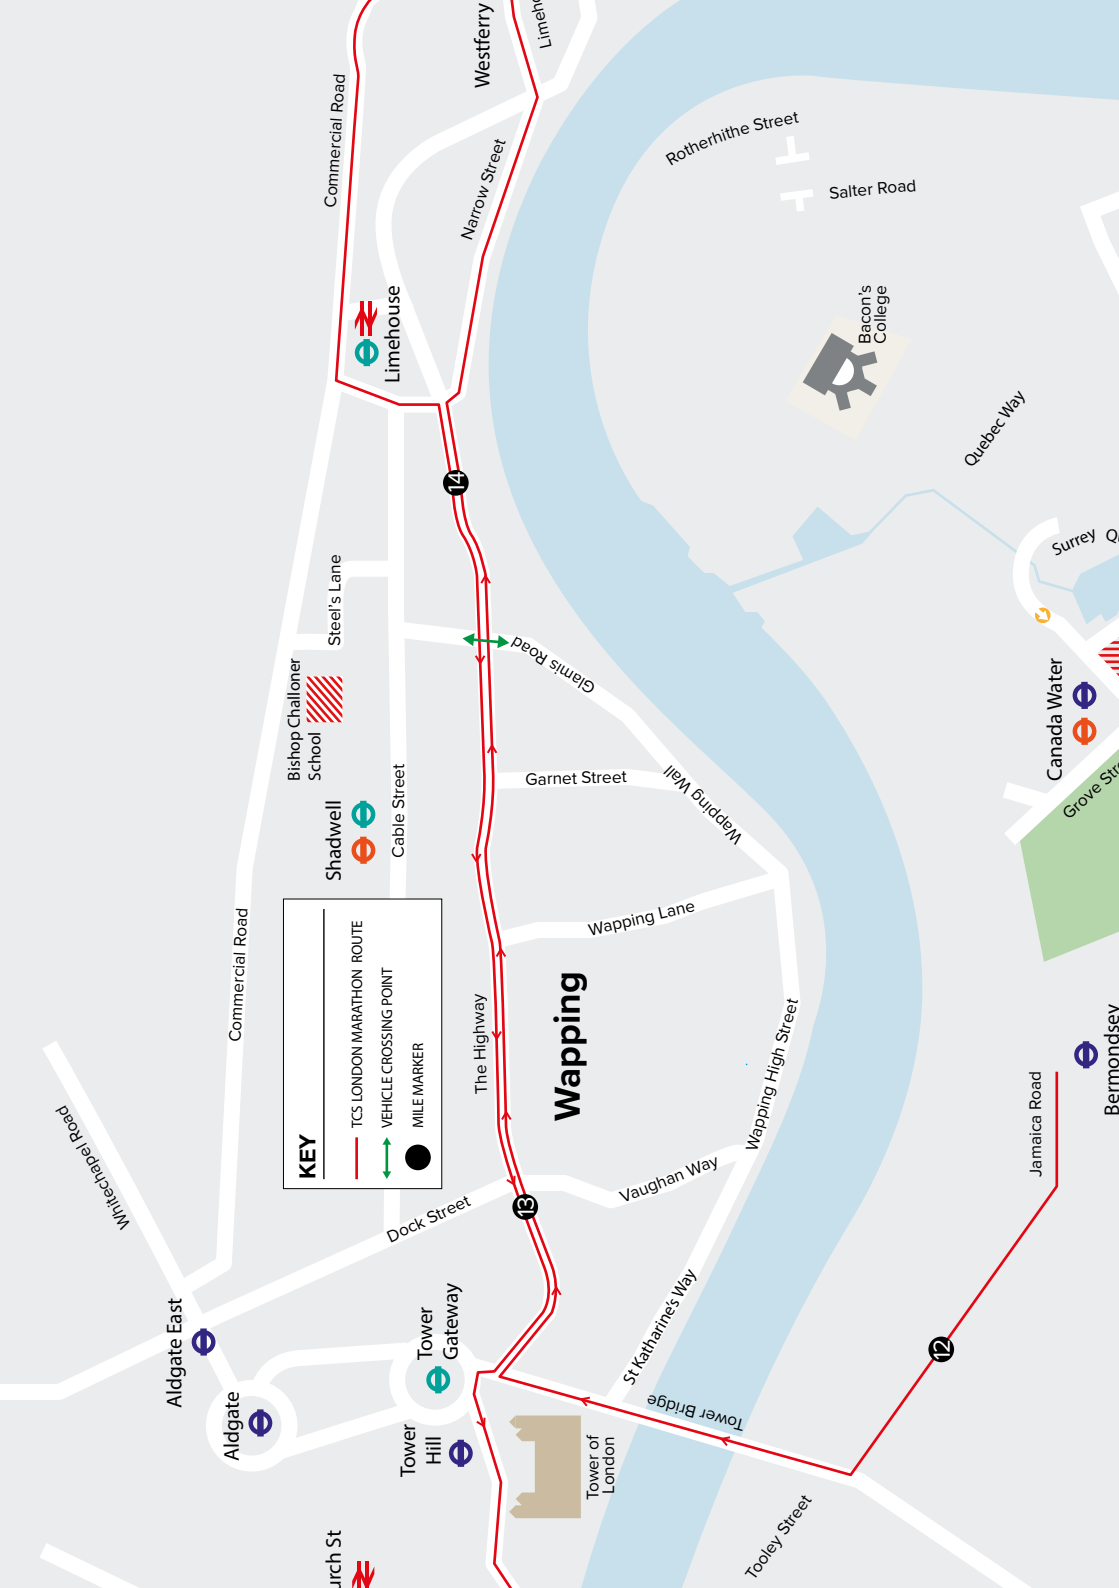 Commercial Road
Westferry
Limeho
Narrow Street
Rotherhithe Street
Salter Road
Limehouse
Bacon's
College
Quebec Way
14
Steel's Lane
Surrey Q
Glamis Road
Bishop Challoner
School
Canada Water
Garnet Street
Wapping Wall
Cable Street
Shadwell
Grove Str
Commercial Road
Wapping Lane
KEY
TCS LONDON MARATHON ROUTE
VEHICLE CROSSING POINT
MILE MARKER
The Highway
Wapping
Wapping High Street
Bermondsey
Jamaica Road
Whitechapel Road
Vaughan Way
Dock Street
13
Aldgate East
Tower
Gateway
St Katharine's Way
12
Aldgate
Tower
Hill
Tower Bridge
Tower of
London
Tooley Street
urch St